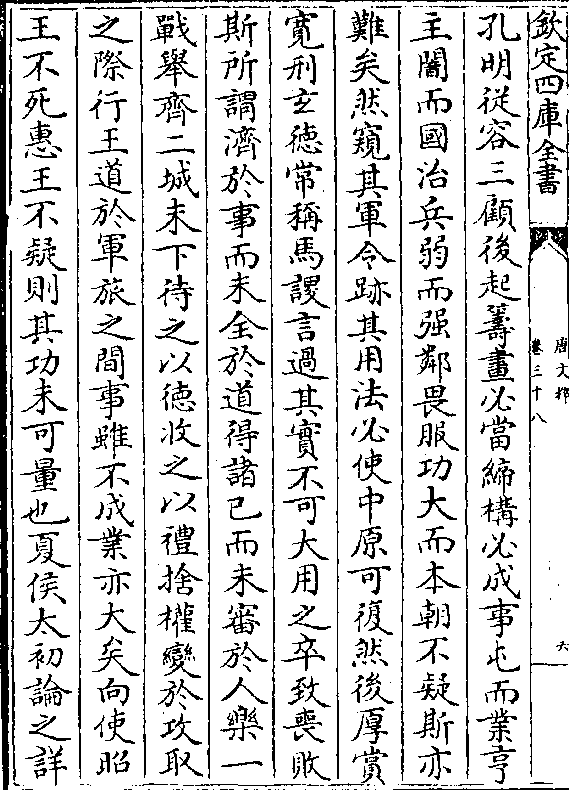 欽定四庫全書
唐文粹
卷三十八
六
孔明從容三顧後起籌畫必當締構必成事屯而業亨
主闇而國治兵弱而强鄰畏服功大而本朝不疑斯亦
難矣然窺其軍令跡其用法必使中原可復然後厚賞
寛刑玄徳常稱馬謖言過其實不可大用之卒致喪敗
斯所謂濟於事而未全於道得諸已而未審於人樂一
戰舉齊二城未下待之以徳收之以禮捨權變於攻取
之際行王道於軍旅之間事雖不成業亦大矣向使昭
王不死惠王不疑則其功未可量也夏侯太初論之詳